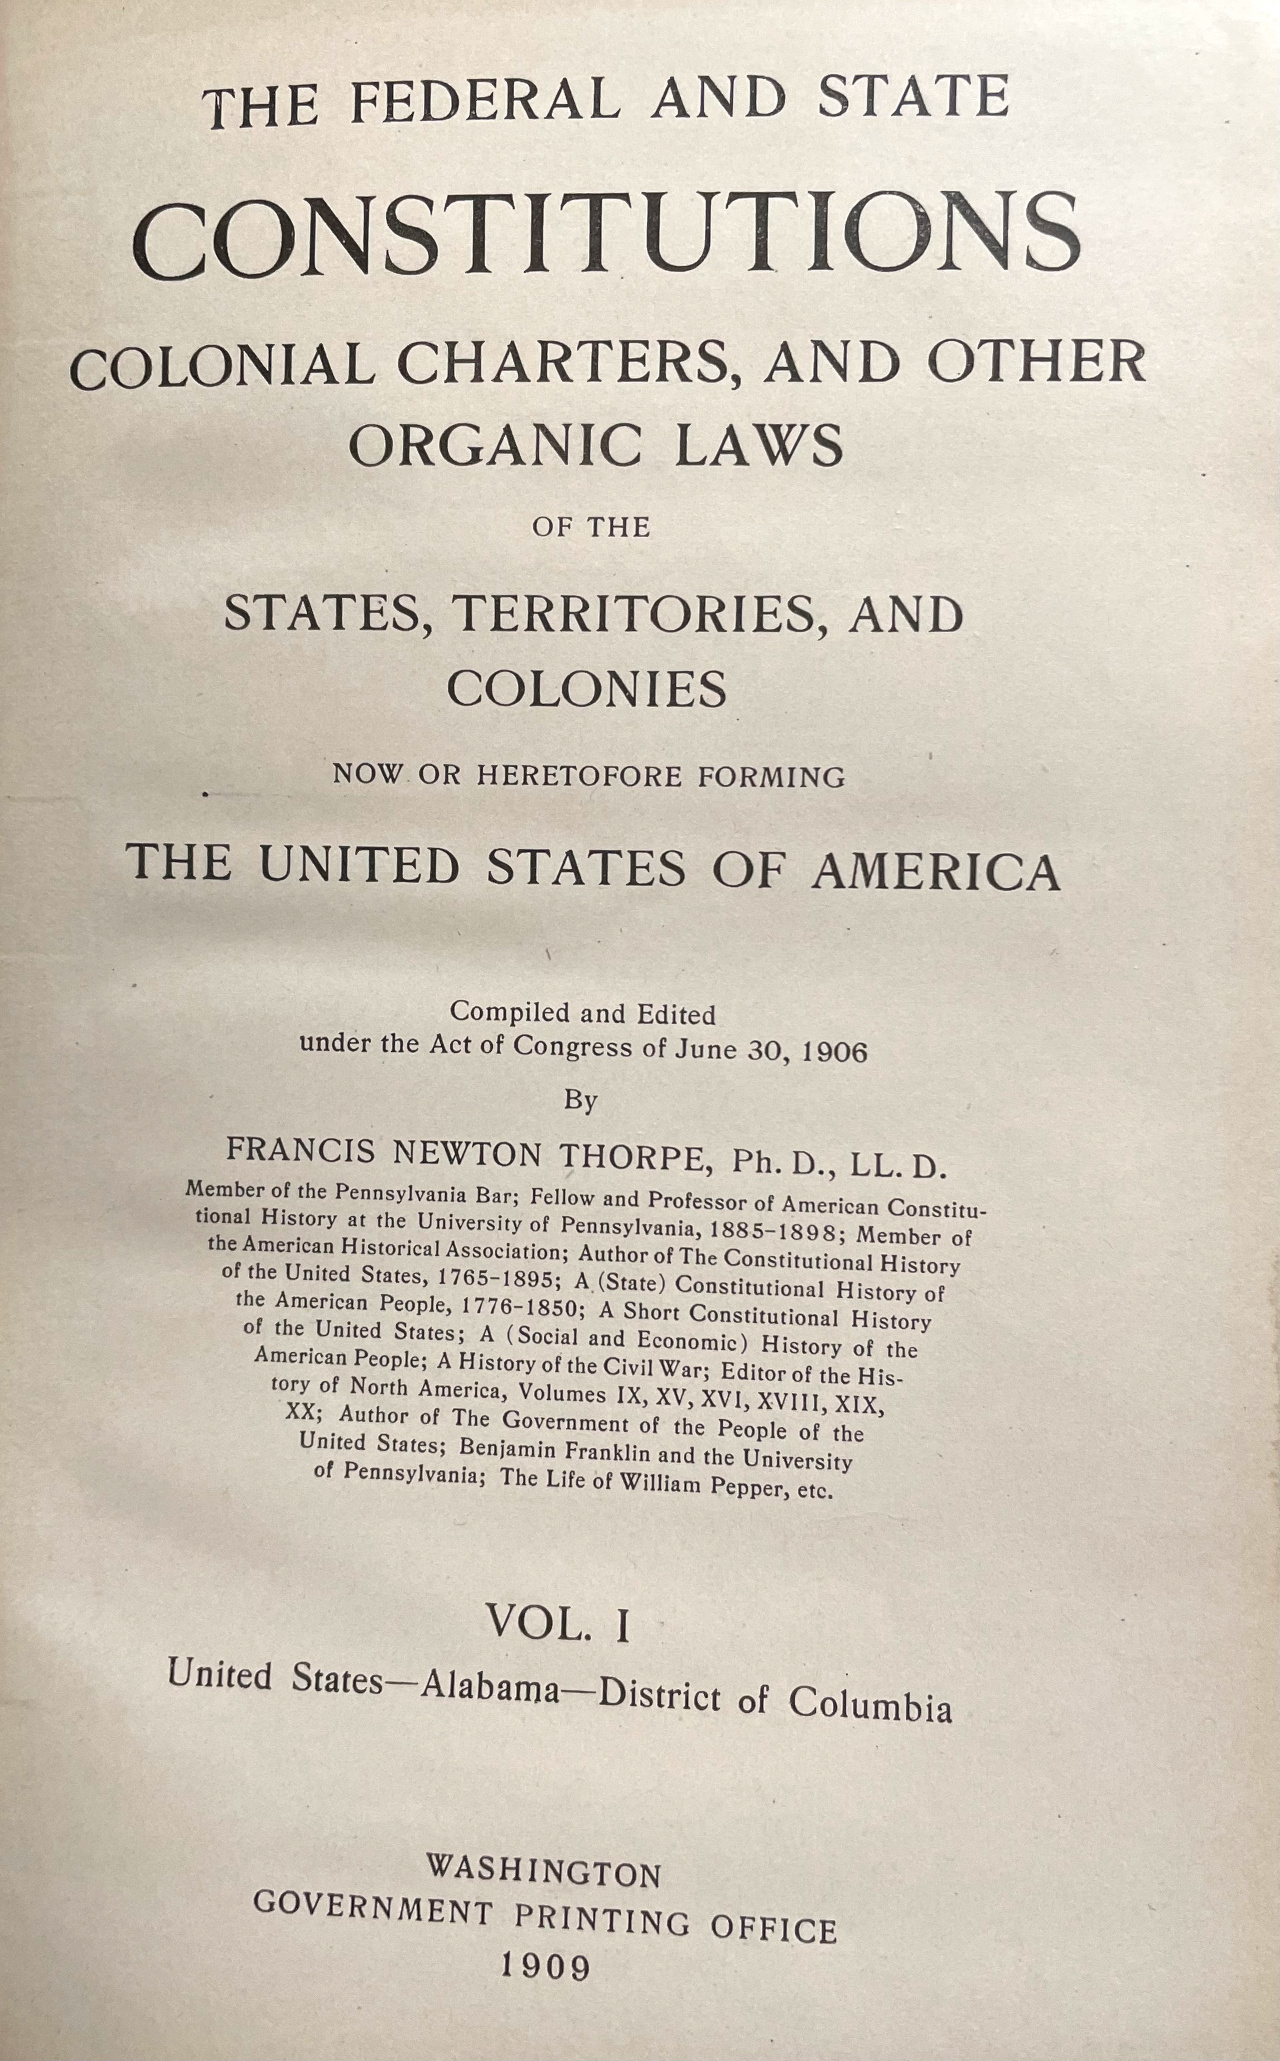 THE FEDERAL AND STATE
CONSTITUTIONS
COLONIAL CHARTERS, AND OTHER
ORGANIC LAWS
OF THE
STATES, TERRITORIES, AND
COLONIES
NOW OR HERETOFORE FORMING
THE UNITED STATES OF AMERICA
Compiled and Edited
under the Act of Congress of June 30, 1906
By
FRANCIS NEWTON THORPE, Ph. D., LL. D.
Member of the Pennsylvania Bar; Fellow and Professor of American Constitu-
tional History at the University of Pennsylvania, 1885-1898; Member of
the American Historical Association; Author of The Constitutional History
of the United States, 1765-1895; A (State) Constitutional History of
the American People, 1776-1850; A Short Constitutional History
of the United States; A (Social and Economic) History of the
American People; A History of the Civil War; Editor of the His-
tory of North America, Volumes IX, XV, XVI, XVIII, XIX,
XX; Author of The Government of the People of the
United States; Benjamin Franklin and the University
of Pennsylvania; The Life of William Pepper, etc.
VOL. I
United States—Alabama—District of Columbia
WASHINGTON
GOVERNMENT PRINTING OFFICE
1909